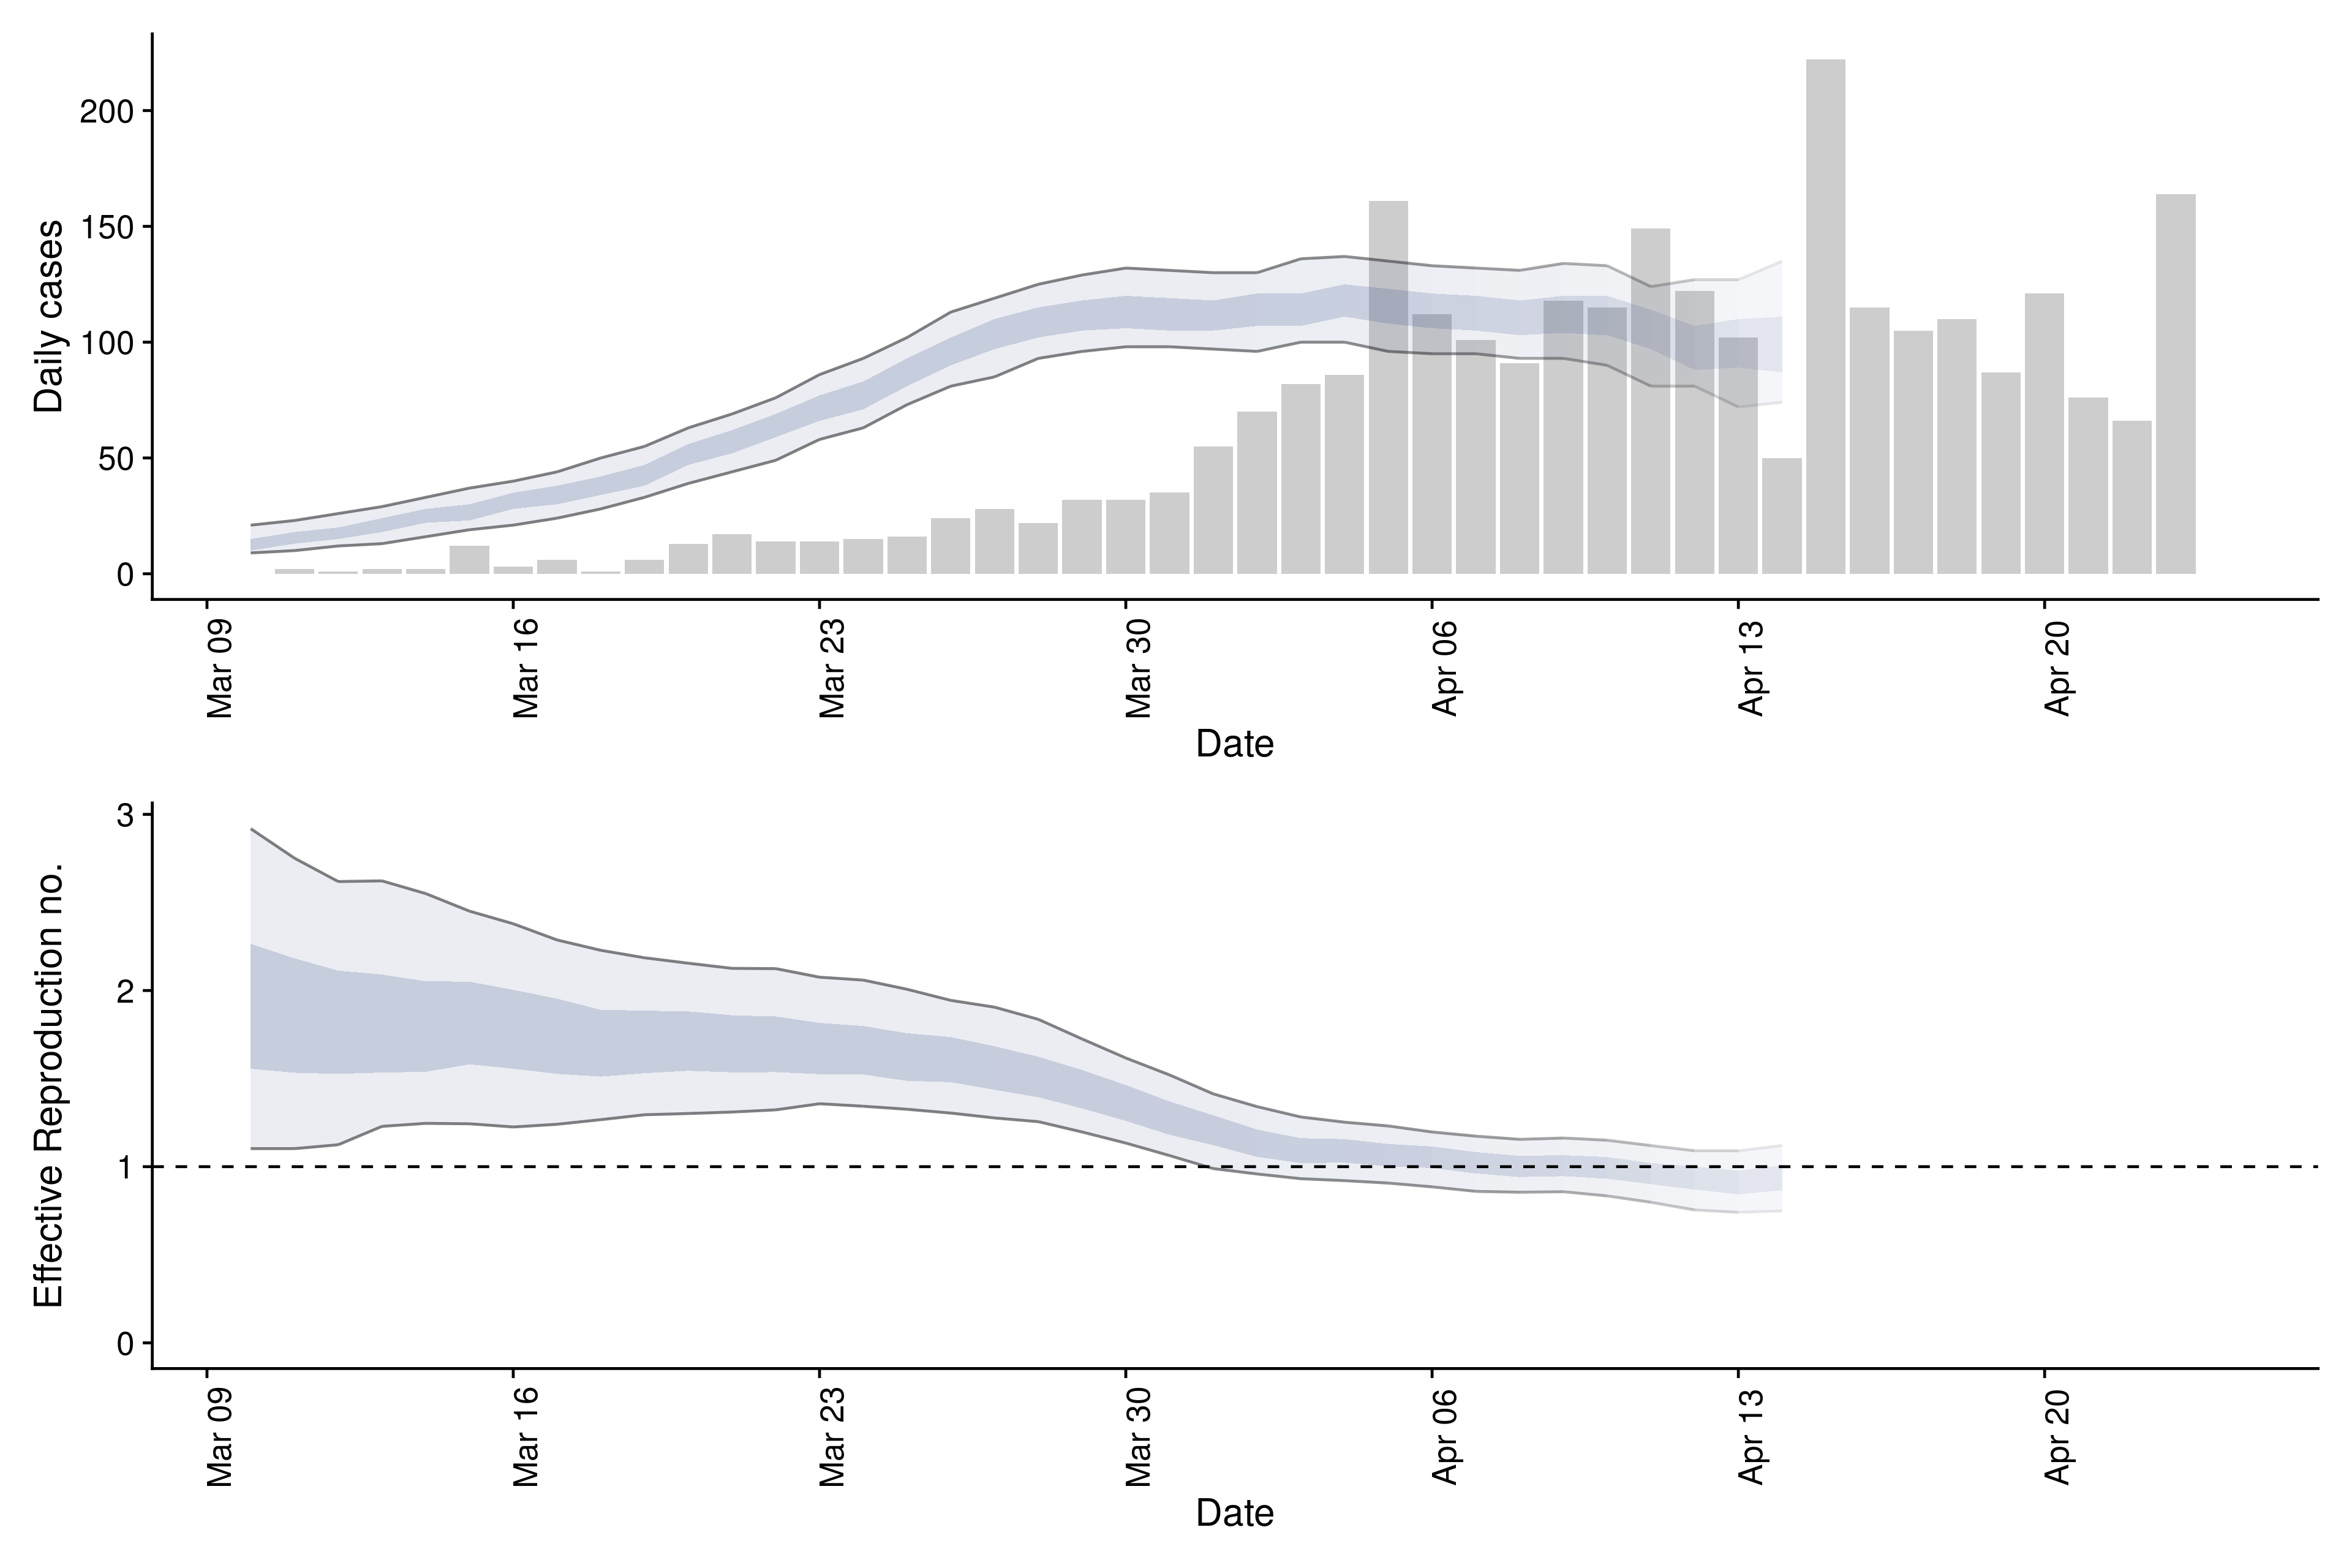 Daily cases
200
150
100
50
0
Mar 09
Mar 16
Mar 23
Mar 30
Apr 06
Apr 13
Apr 20
Date
Effective Reproduction no.
3
2
1
0
Mar 09
Mar 16
Mar 23
Mar 30
Apr 06
Apr 13
Apr 20
Date